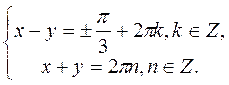 x − y = ± π/3 + 2πk, k ∈ Z,
x + y = 2πn, n ∈ Z.